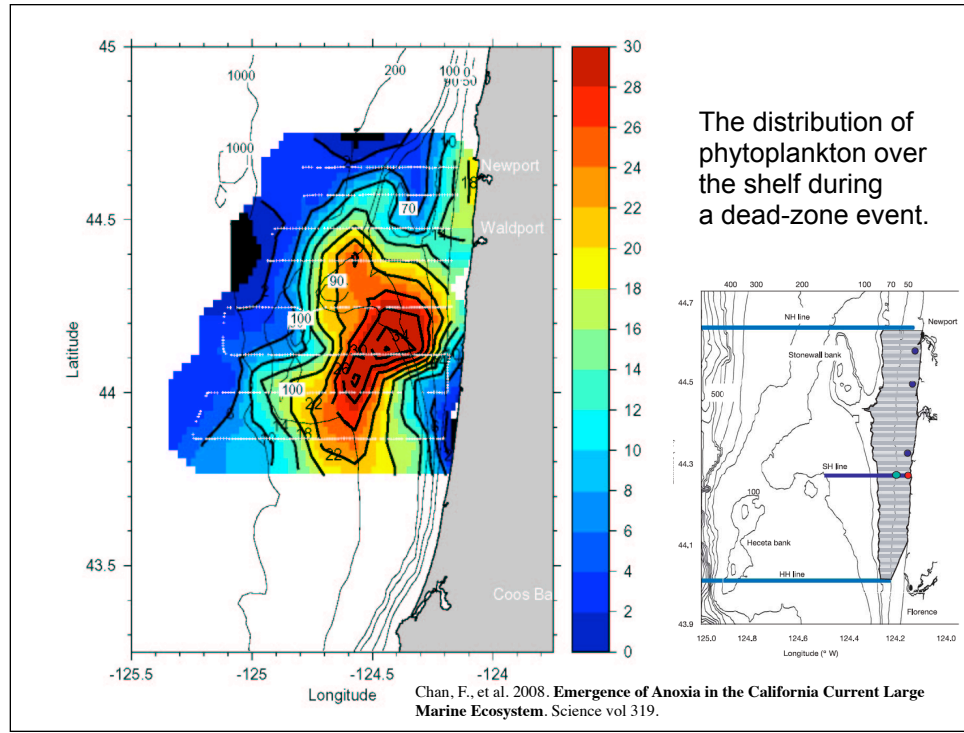 45
44.5
44
43.5
Latitude
-125.5
-125
-124.5
-124
Longitude
1000
200
100
50
1000
Newport
18
70
Waldport
90
100
100
22
22
Coos Ba
30
28
26
24
22
20
18
16
14
12
10
8
6
4
2
0
The distribution of
phytoplankton over
the shelf during
a dead-zone event.
400 300 200 100 70 50
44.7
44.5
44.3
44.1
43.9
NH line
Newport
Stonewall bank
500
SH line
100
Heceta bank
HH line
Florence
125.0 124.8 124.6 124.4 124.2 124.0
Longitude (° W)
Chan, F., et al. 2008. Emergence of Anoxia in the California Current Large
Marine Ecosystem. Science vol 319.